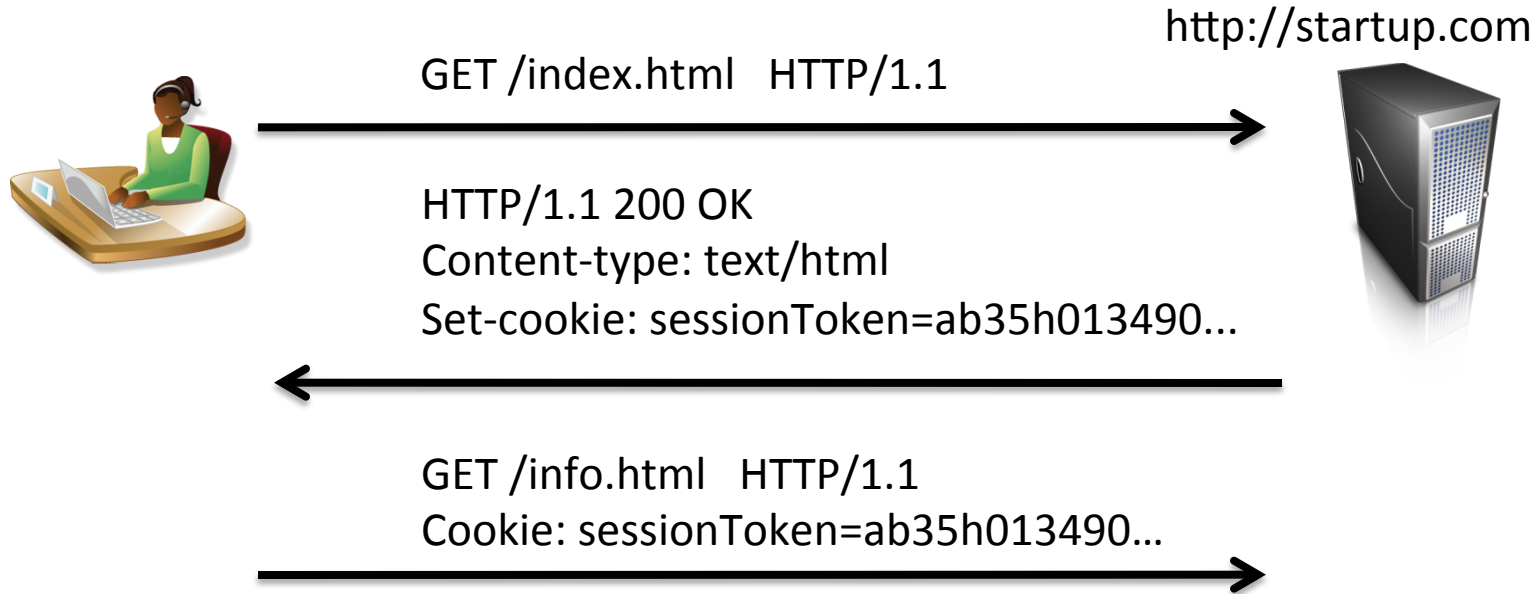 http://startup.com
GET /index.html   HTTP/1.1
HTTP/1.1 200 OK
Content-type: text/html
Set-cookie: sessionToken=ab35h013490...
GET /info.html   HTTP/1.1
Cookie: sessionToken=ab35h013490…